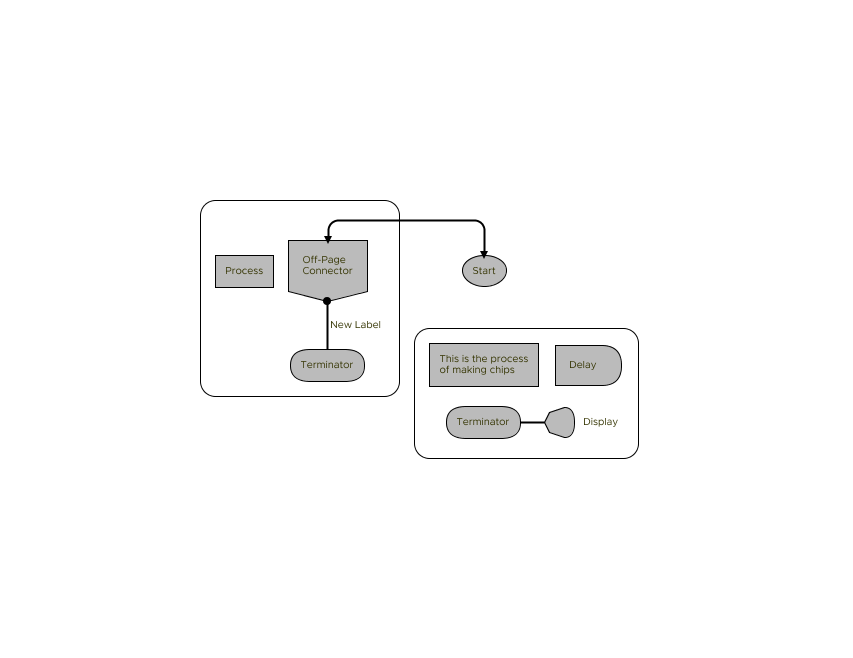 Process
Off-Page
Connector
Start
New Label
Terminator
This is the process
of making chips
Delay
Terminator
Display